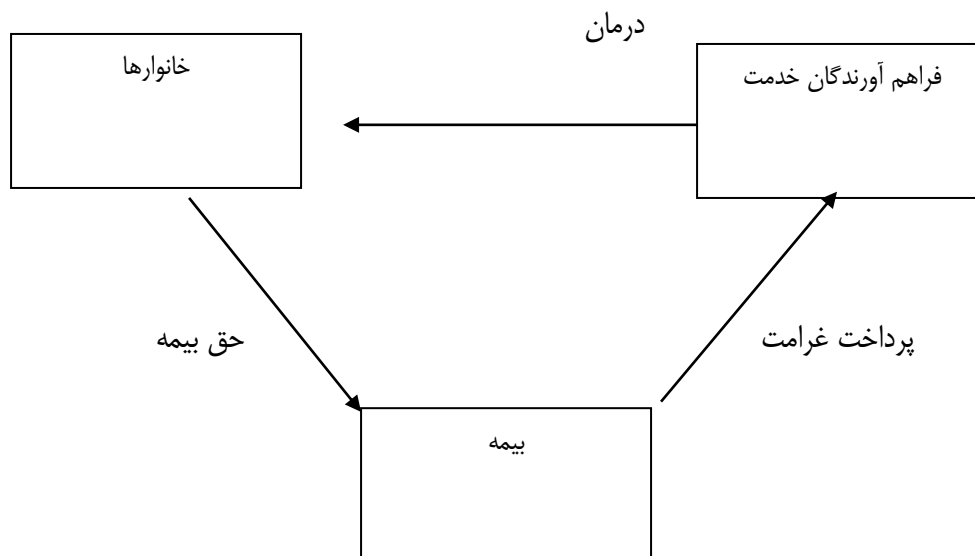 درمان
فراهم آورندگان خدمت
خانوارها
پرداخت غرامت
حق بیمه
بیمه